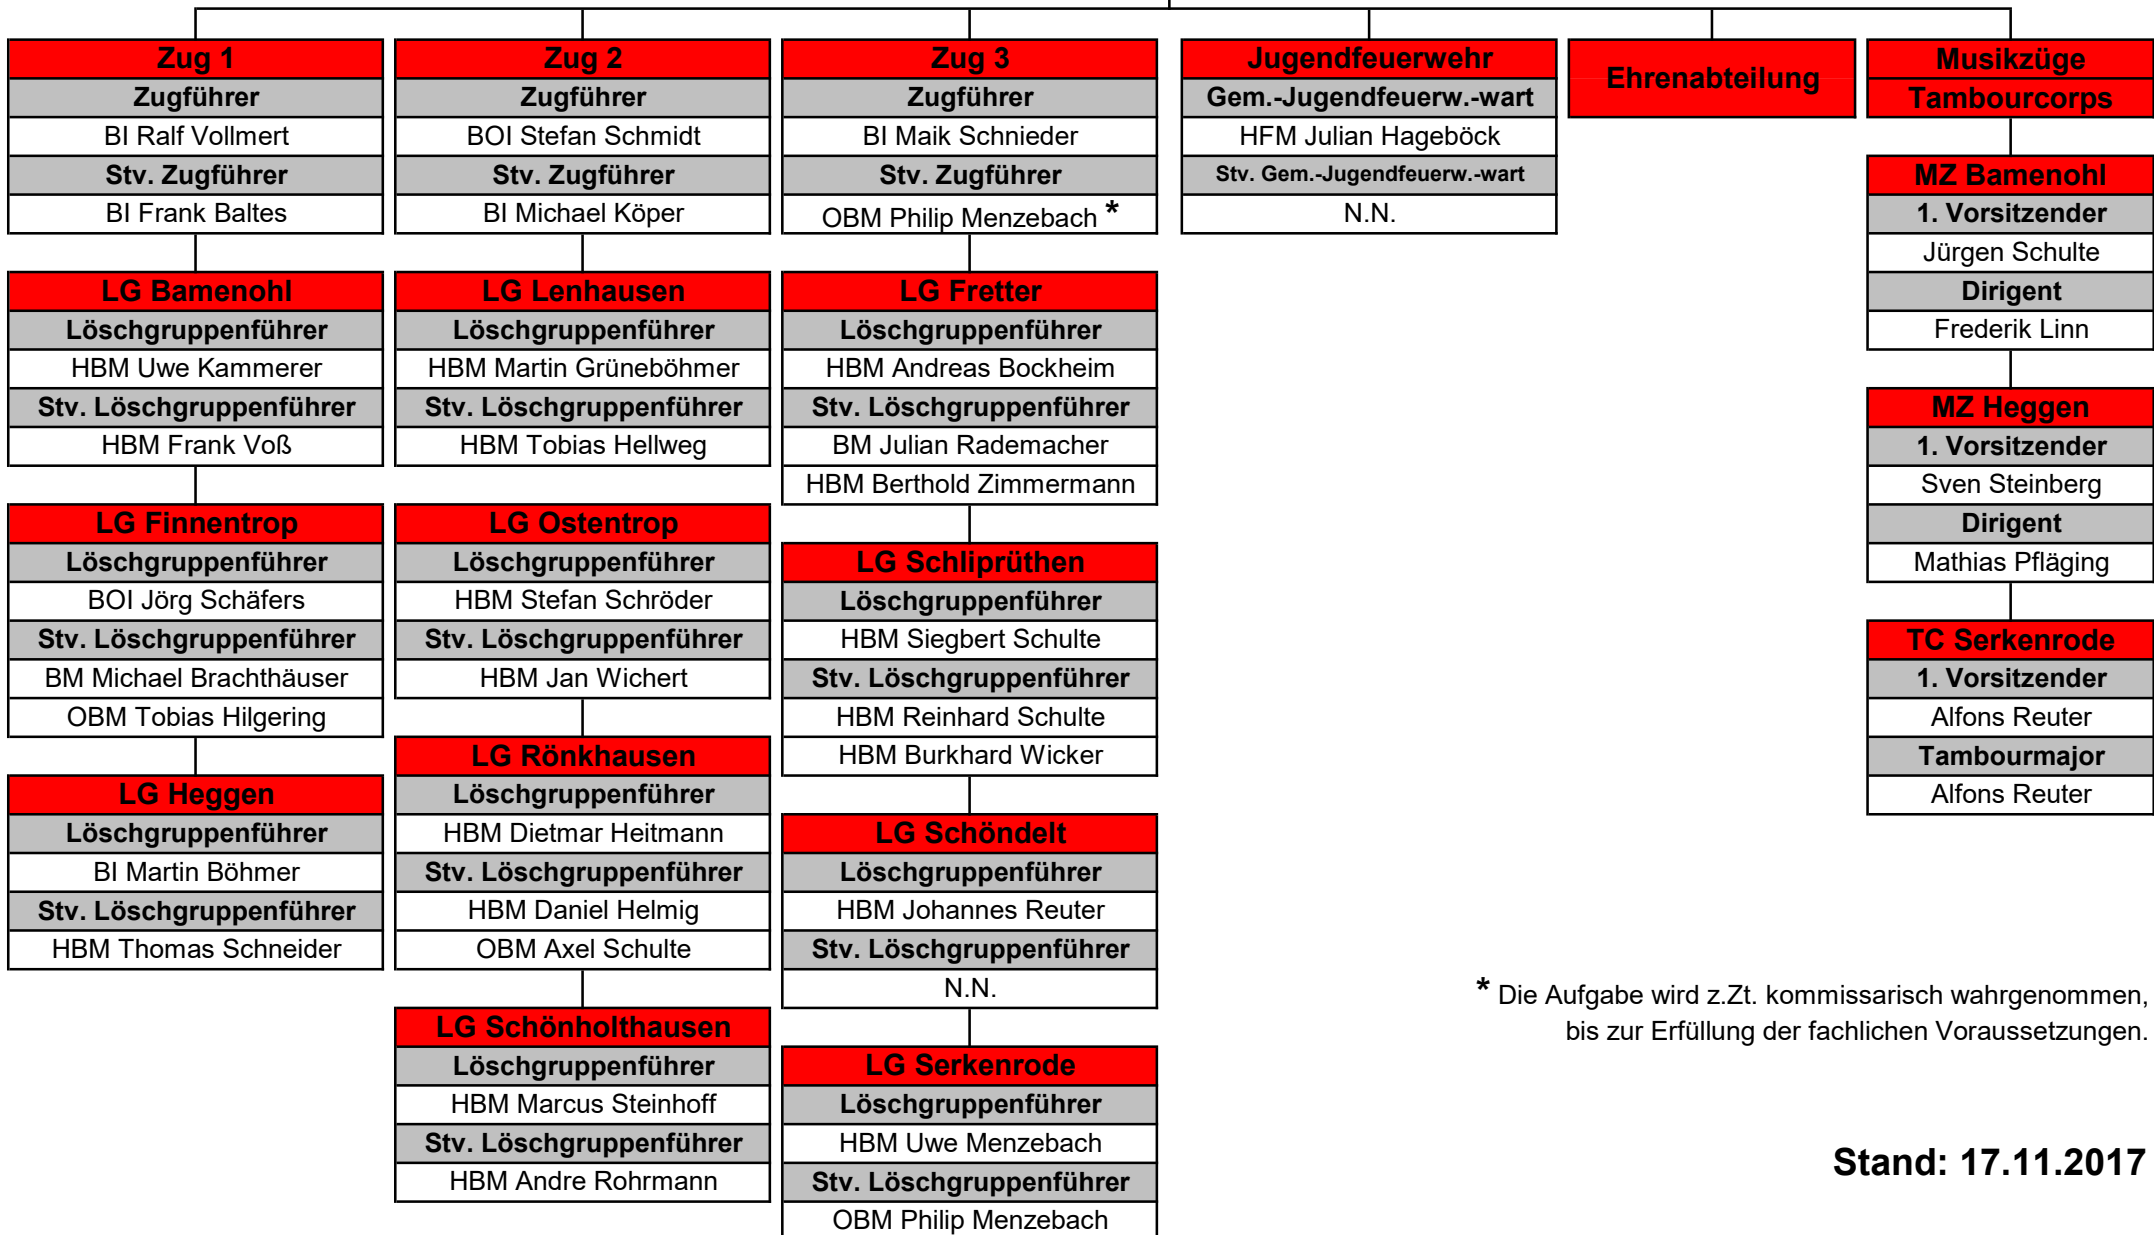 Zug 1
Zugführer
BI Ralf Vollmert
Stv. Zugführer
BI Frank Baltes
LG Bamenohl
Löschgruppenführer
HBM Uwe Kammerer
Stv. Löschgruppenführer
HBM Frank Voß
LG Finnentrop
Löschgruppenführer
BOI Jörg Schäfers
Stv. Löschgruppenführer
BM Michael Brachthäuser
OBM Tobias Hilgering
LG Heggen
Löschgruppenführer
BI Martin Böhmer
Stv. Löschgruppenführer
HBM Thomas Schneider
Zug 2
Zugführer
BOI Stefan Schmidt
Stv. Zugführer
BI Michael Köper
LG Lenhausen
Löschgruppenführer
HBM Martin Grüneböhmer
Stv. Löschgruppenführer
HBM Tobias Hellweg
LG Ostentrop
Löschgruppenführer
HBM Stefan Schröder
Stv. Löschgruppenführer
HBM Jan Wichert
LG Rönkhausen
Löschgruppenführer
HBM Dietmar Heitmann
Stv. Löschgruppenführer
HBM Daniel Helmig
OBM Axel Schulte
LG Schönholthausen
Löschgruppenführer
HBM Marcus Steinhoff
Stv. Löschgruppenführer
HBM Andre Rohrmann
Zug 3
Zugführer
BI Maik Schnieder
Stv. Zugführer
OBM Philip Menzebach *
LG Fretter
Löschgruppenführer
HBM Andreas Bockheim
Stv. Löschgruppenführer
BM Julian Rademacher
HBM Berthold Zimmermann
LG Schliprüthen
Löschgruppenführer
HBM Siegbert Schulte
Stv. Löschgruppenführer
HBM Reinhard Schulte
HBM Burkhard Wicker
LG Schöndelt
Löschgruppenführer
HBM Johannes Reuter
Stv. Löschgruppenführer
N.N.
LG Serkenrode
Löschgruppenführer
HBM Uwe Menzebach
Stv. Löschgruppenführer
OBM Philip Menzebach
Jugendfeuerwehr
Gem.-Jugendfeuerw.-wart
HFM Julian Hageböck
Stv. Gem.-Jugendfeuerw.-wart
N.N.
Ehrenabteilung
Musikzüge
Tambourcorps
MZ Bamenohl
1. Vorsitzender
Jürgen Schulte
Dirigent
Frederik Linn
MZ Heggen
1. Vorsitzender
Sven Steinberg
Dirigent
Mathias Pfläging
TC Serkenrode
1. Vorsitzender
Alfons Reuter
Tambourmajor
Alfons Reuter
* Die Aufgabe wird z.Zt. kommissarisch wahrgenommen,
bis zur Erfüllung der fachlichen Voraussetzungen.
Stand: 17.11.2017